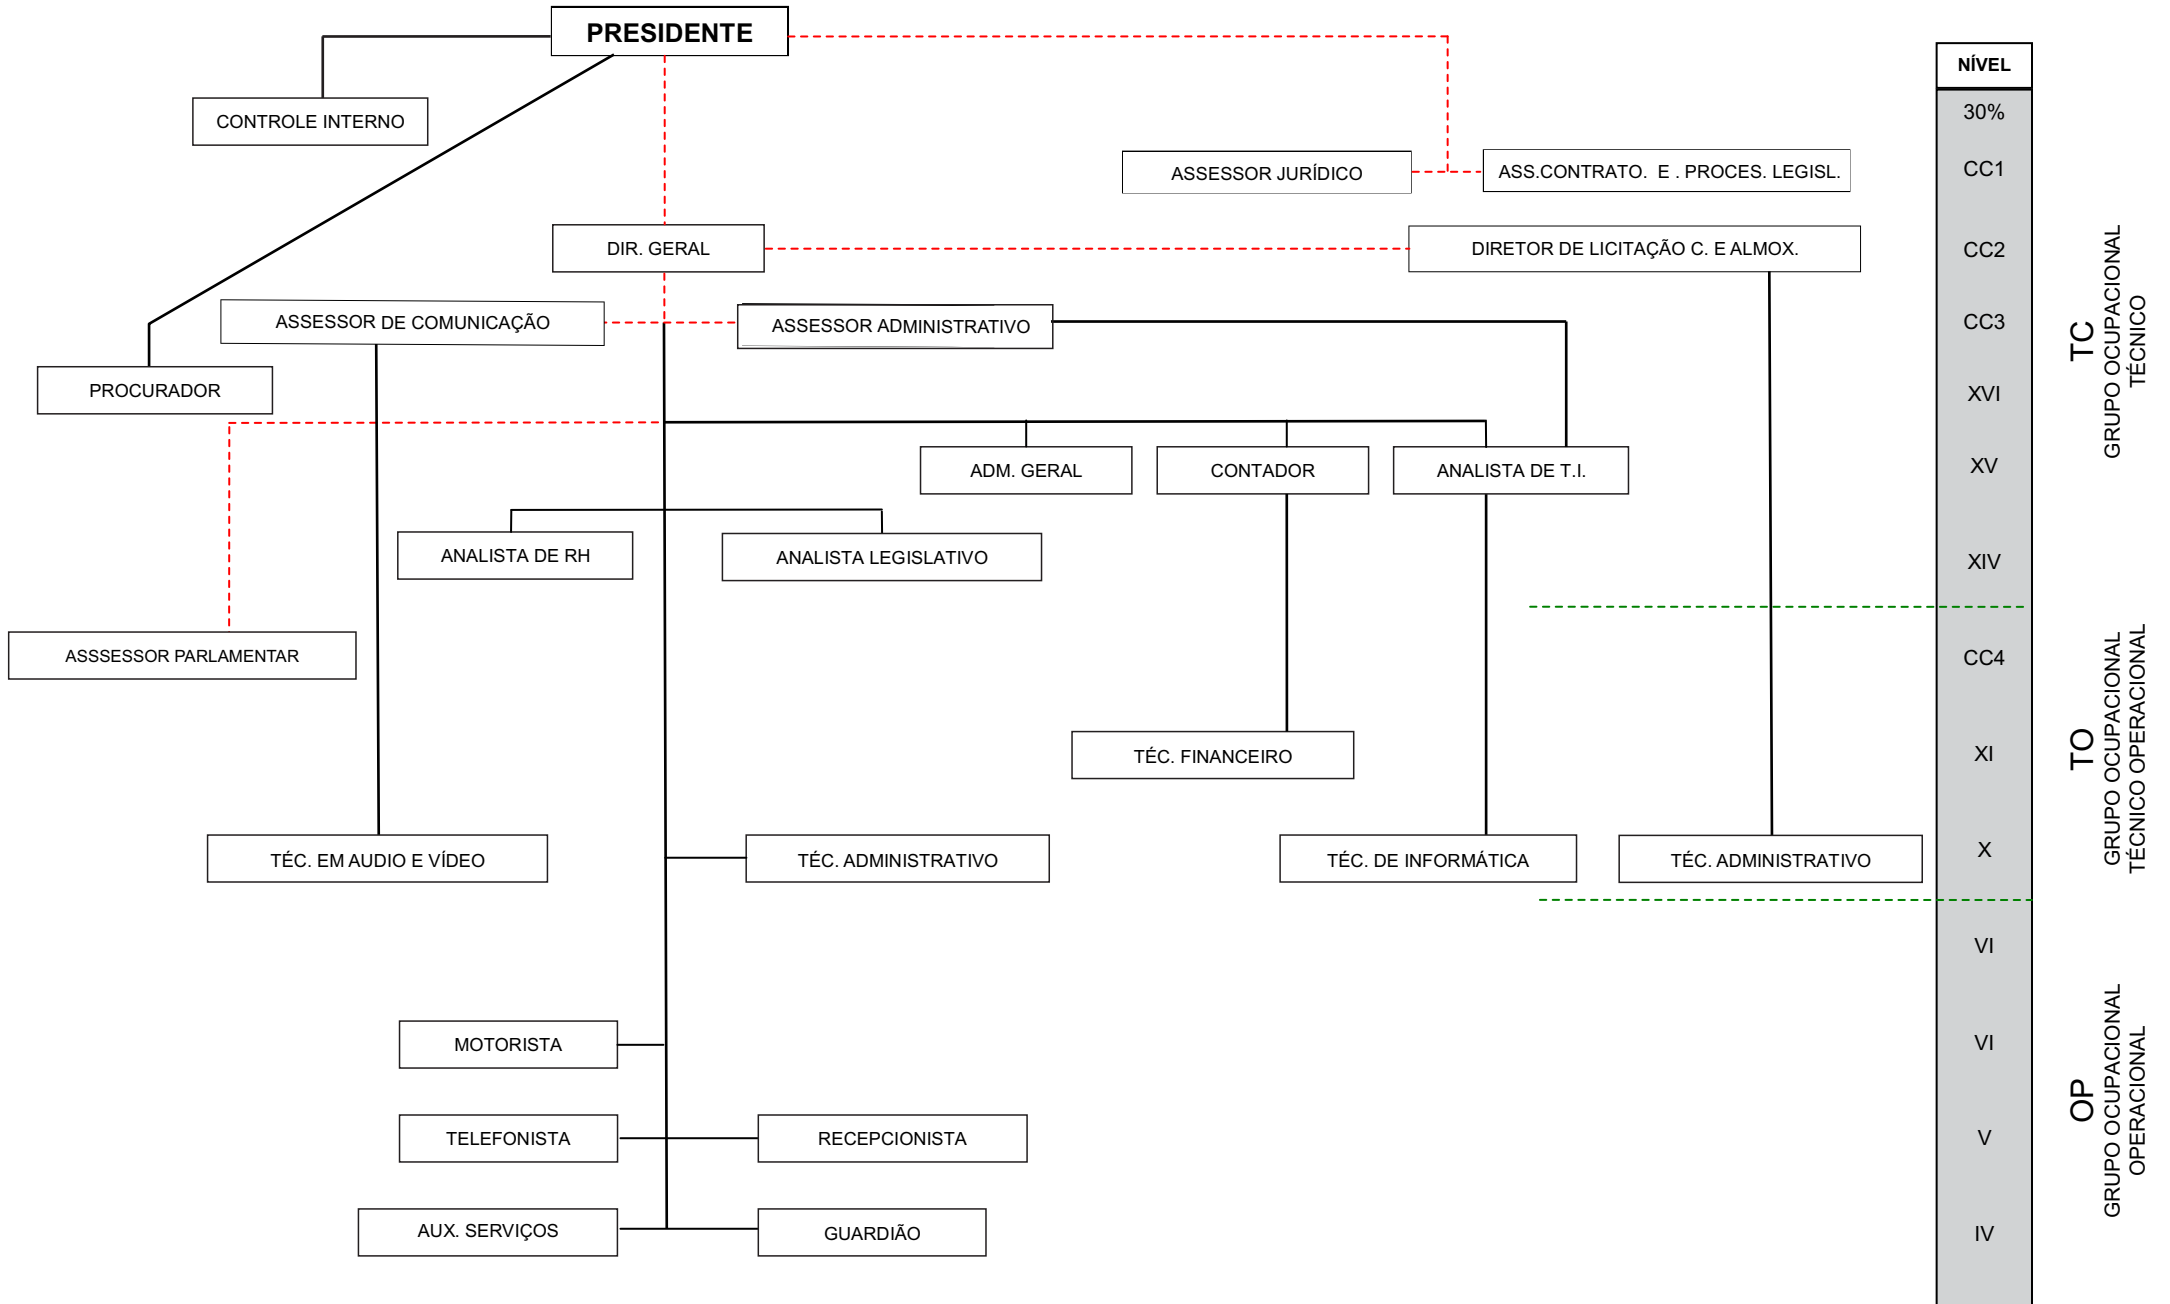 PRESIDENTE
NÍVEL
30%
CONTROLE INTERNO
ASSESSOR JURÍDICO
ASS.CONTRATO. E . PROCES. LEGISL.
CC1
DIR. GERAL
DIRETOR DE LICITAÇÃO C. E ALMOX.
CC2
ASSESSOR DE COMUNICAÇÃO
ASSESSOR ADMINISTRATIVO
CC3
TC
GRUPO OCUPACIONAL
TÉCNICO
PROCURADOR
XVI
ADM. GERAL
CONTADOR
ANALISTA DE T.I.
XV
ANALISTA DE RH
ANALISTA LEGISLATIVO
XIV
ASSSESSOR PARLAMENTAR
CC4
TÉC. FINANCEIRO
XI
TO
GRUPO OCUPACIONAL
TÉCNICO OPERACIONAL
TÉC. EM AUDIO E VÍDEO
TÉC. ADMINISTRATIVO
TÉC. DE INFORMÁTICA
TÉC. ADMINISTRATIVO
X
VI
MOTORISTA
VI
OP
GRUPO OCUPACIONAL
OPERACIONAL
TELEFONISTA
RECEPCIONISTA
V
AUX. SERVIÇOS
GUARDIÃO
IV